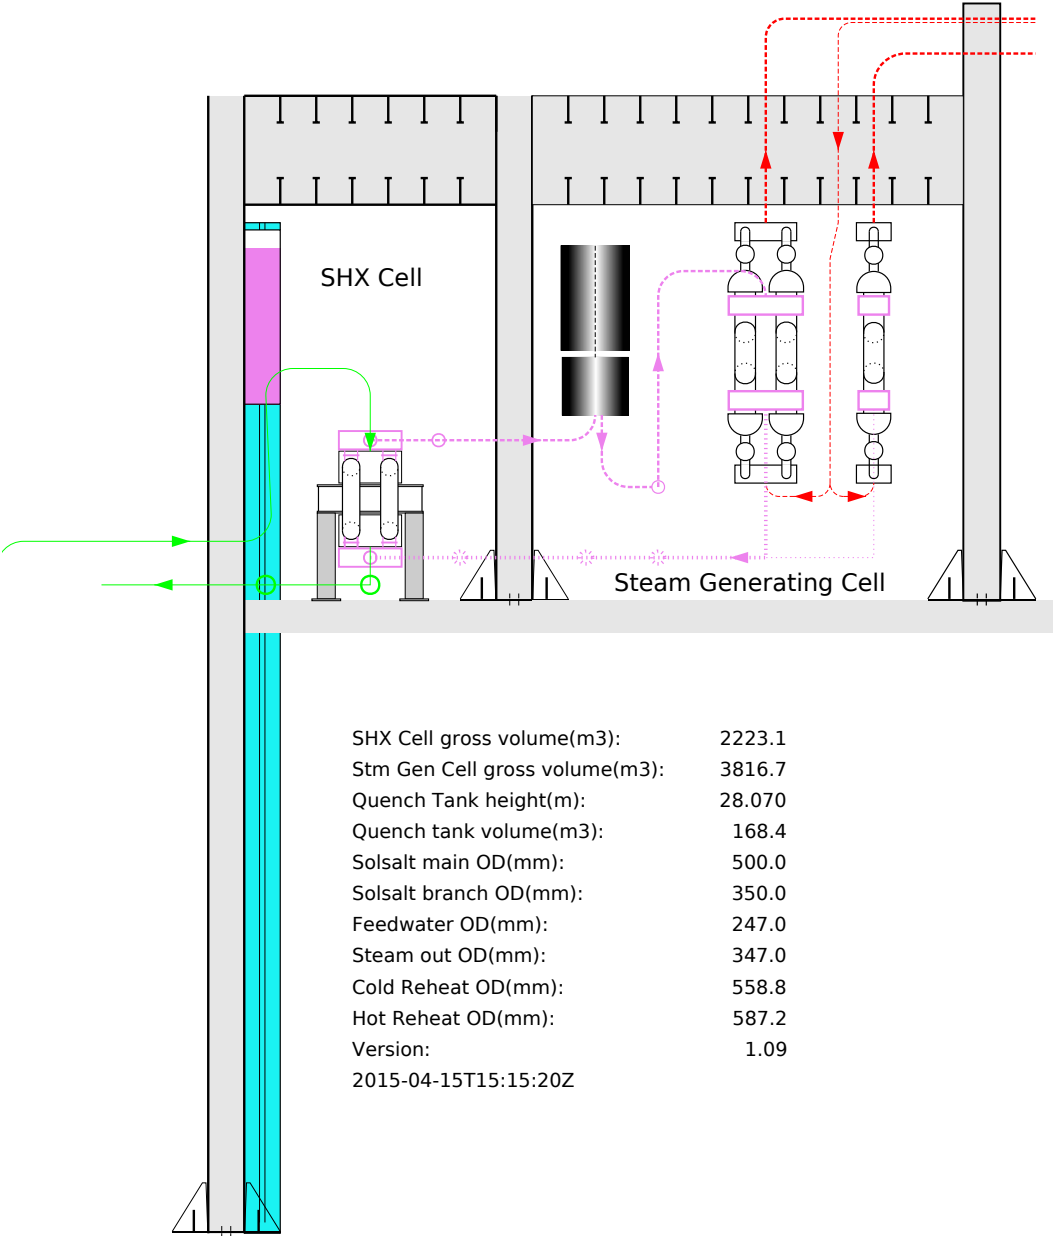 SHX Cell
Steam Generating Cell
SHX Cell gross volume(m3): 2223.1
Stm Gen Cell gross volume(m3): 3816.7
Quench Tank height(m): 28.070
Quench tank volume(m3): 168.4
Solsalt main OD(mm): 500.0
Solsalt branch OD(mm): 350.0
Feedwater OD(mm): 247.0
Steam out OD(mm): 347.0
Cold Reheat OD(mm): 558.8
Hot Reheat OD(mm): 587.2
Version: 1.09
2015-04-15T15:15:20Z